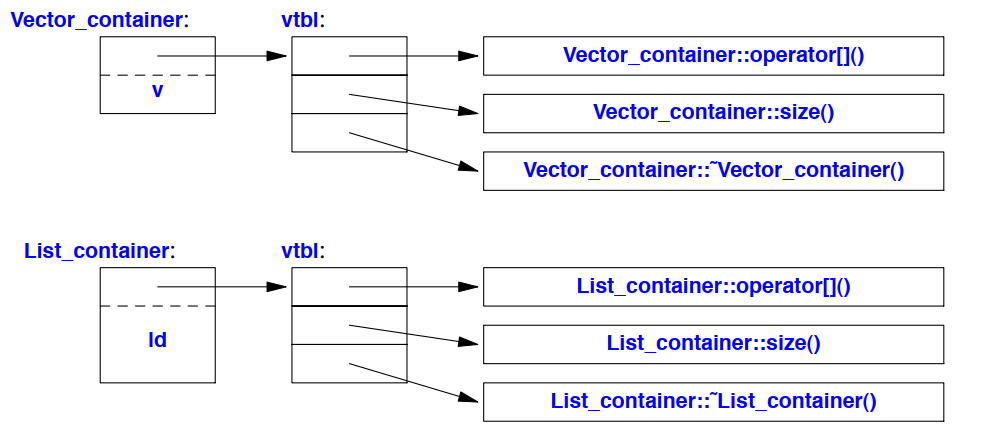 Vector_container: vtbl:
Vector_container::operator[]()
v
Vector_container::size()
Vector_container::~Vector_container()
List_container: vtbl:
List_container::operator[]()
ld
List_container::size()
List_container::~List_container()